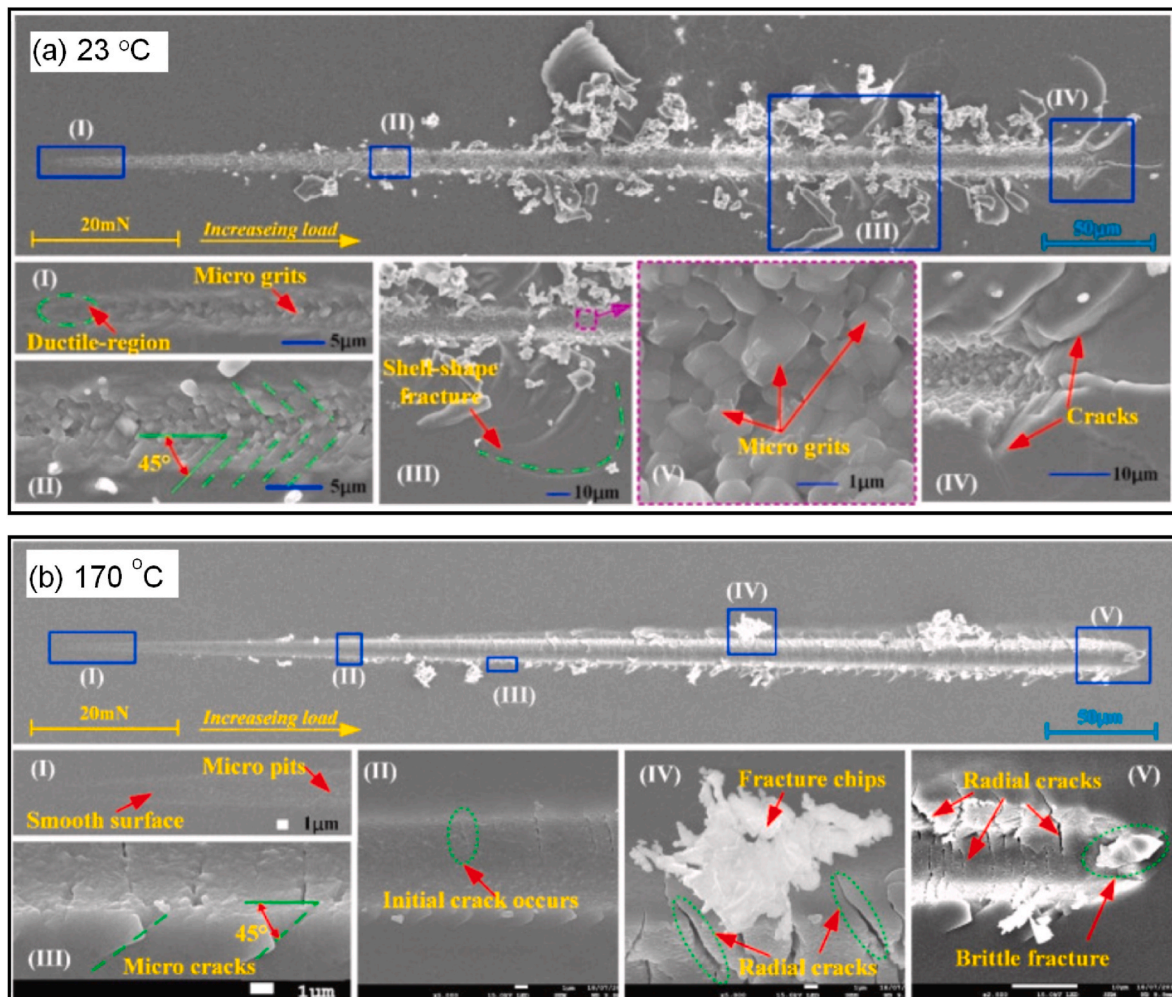 (a) 23 °C
(I)
(II)
(III)
(IV)
20mN
Increaseing load
50µm
(I)
Micro grits
Ductile-region
5µm
45°
(II)
5µm
Shell-shape
fracture
(III)
10µm
Micro grits
(V)
1µm
Cracks
(IV)
10µm
(b) 170 °C
(I)
(II)
(III)
(IV)
(V)
20mN
Increaseing load
50µm
(I)
Micro pits
Smooth surface
1µm
45°
(III)
Micro cracks
1µm
(II)
Initial crack occurs
(IV)
Fracture chips
Radial cracks
Radial cracks
(V)
Brittle fracture